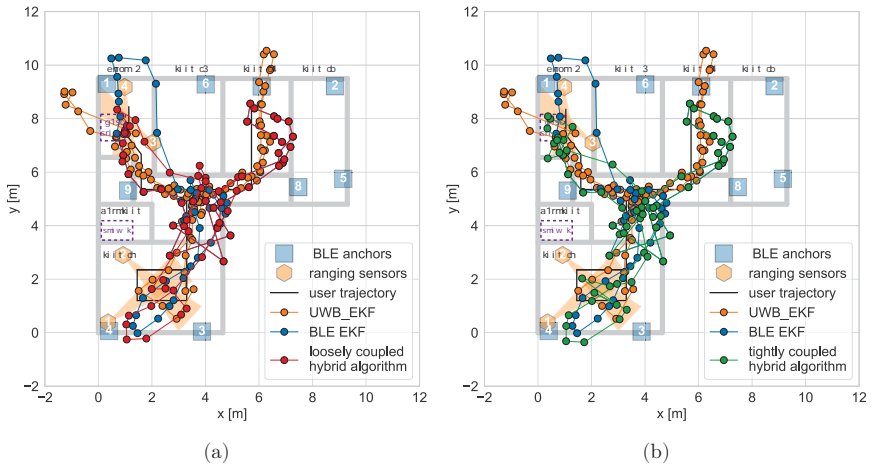 12
10
8
6
4
2
0
−2
−2 0 2 4 6 8 10 12
y [m]
x [m]
1
6
2
3
9
8
5
4
3
BLE anchors
ranging sensors
user trajectory
UWB_EKF
BLE EKF
loosely coupled
hybrid algorithm
(a)
12
10
8
6
4
2
0
−2
−2 0 2 4 6 8 10 12
y [m]
x [m]
1
6
2
3
9
8
5
4
3
BLE anchors
ranging sensors
user trajectory
UWB_EKF
BLE EKF
tightly coupled
hybrid algorithm
(b)